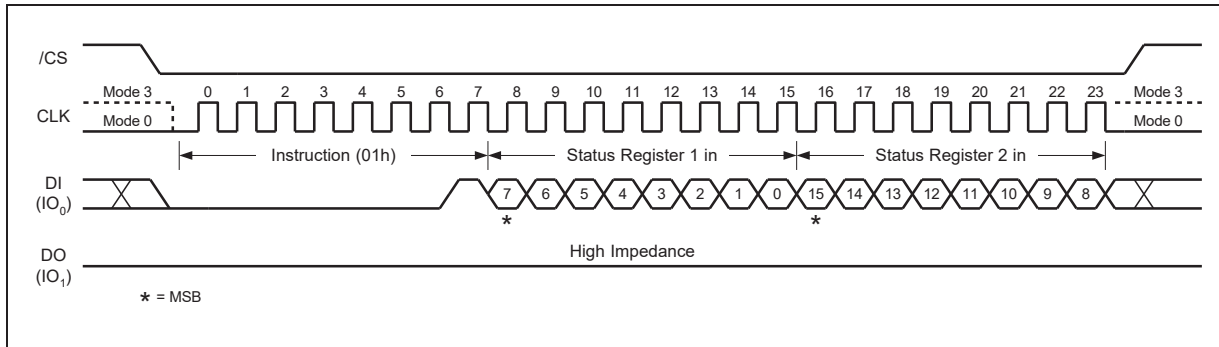 /CS
Mode 3 0 1 2 3 4 5 6 7 8 9 10 11 12 13 14 15 16 17 18 19 20 21 22 23 Mode 3
CLK
Mode 0 Mode 0
Instruction (01h) Status Register 1 in Status Register 2 in
DI
(IO0)
7 6 5 4 3 2 1 0 15 14 13 12 11 10 9 8
* *
DO
(IO1)
High Impedance
* = MSB